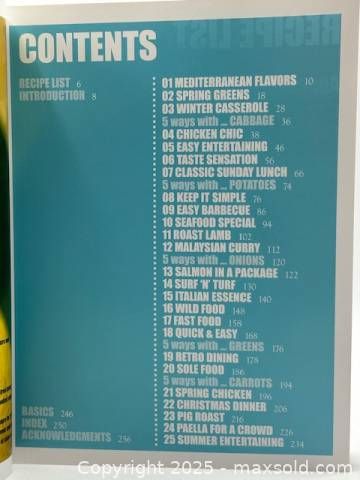 CONTENTS
RECIPE LIST 6
INTRODUCTION 8
01 MEDITERRANEAN FLAVORS 10
02 SPRING GREENS 18
03 WINTER CASSEROLE 28
5 ways with ... CABBAGE 36
04 CHICKEN CHIC 38
05 EASY ENTERTAINING 46
06 TASTE SENSATION 56
07 CLASSIC SUNDAY LUNCH 66
5 ways with ... POTATOES 74
08 KEEP IT SIMPLE 76
09 EASY BARBECUE 86
10 SEAFOOD SPECIAL 94
11 ROAST LAMB 102
12 MALAYSIAN CURRY 112
5 ways with ... ONIONS 120
13 SALMON IN A PACKAGE 122
14 SURF 'N' TURF 130
15 ITALIAN ESSENCE 140
16 WILD FOOD 148
17 FAST FOOD 158
18 QUICK & EASY 168
5 ways with ... GREENS 176
19 RETRO DINING 178
20 SOLE FOOD 186
5 ways with ... CARROTS 194
21 SPRING CHICKEN 196
22 CHRISTMAS DINNER 206
23 PIG ROAST 216
24 PAELLA FOR A CROWD 226
25 SUMMER ENTERTAINING 234
BASICS 246
INDEX 250
ACKNOWLEDGMENTS 256
Copyright © 2025 - maxsold.com